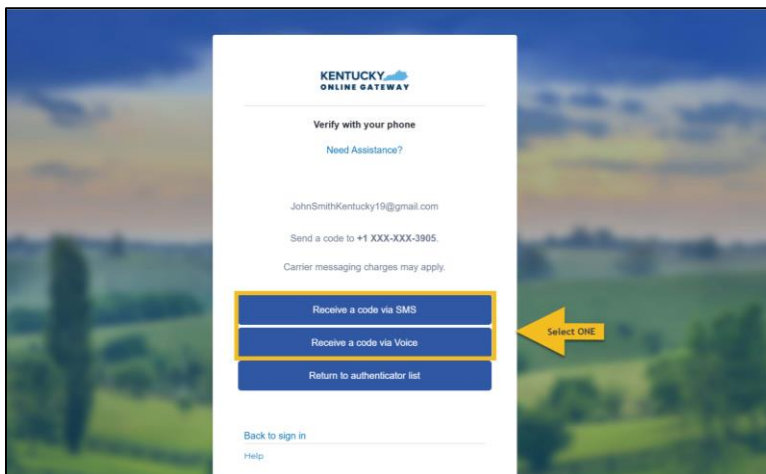 KENTUCKY
ONLINE GATEWAY
Verify with your phone
Need Assistance?
JohnSmithKentucky19@gmail.com
Send a code to +1 XXX-XXX-3905.
Carrier messaging charges may apply.
Receive a code via SMS
Receive a code via Voice
Select ONE
Return to authenticator list
Back to sign in
Help